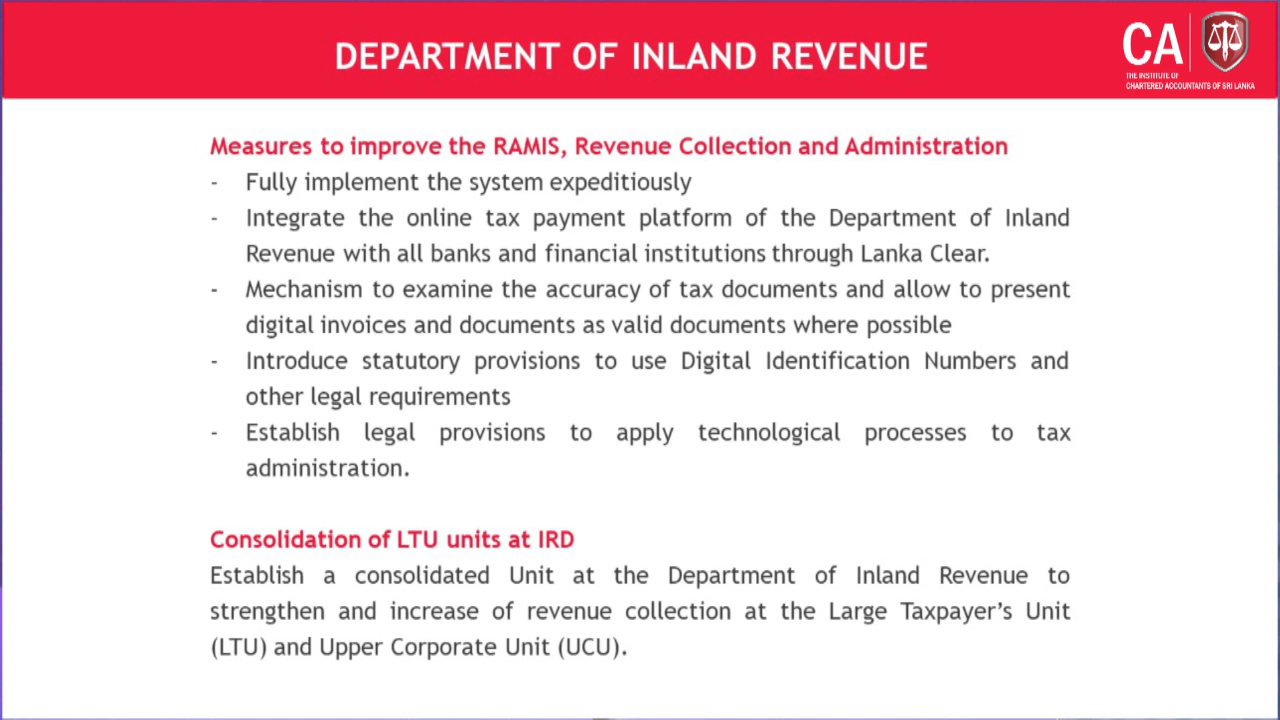 DEPARTMENT OF INLAND REVENUE
CA
THE INSTITUTE OF
CHARTERED ACCOUNTANTS OF SRI LANKA
Measures to improve the RAMIS, Revenue Collection and Administration
- Fully implement the system expeditiously
- Integrate the online tax payment platform of the Department of Inland
Revenue with all banks and financial institutions through Lanka Clear.
- Mechanism to examine the accuracy of tax documents and allow to present
digital invoices and documents as valid documents where possible
- Introduce statutory provisions to use Digital Identification Numbers and
other legal requirements
- Establish legal provisions to apply technological processes to tax
administration.
Consolidation of LTU units at IRD
Establish a consolidated Unit at the Department of Inland Revenue to
strengthen and increase of revenue collection at the Large Taxpayer’s Unit
(LTU) and Upper Corporate Unit (UCU).